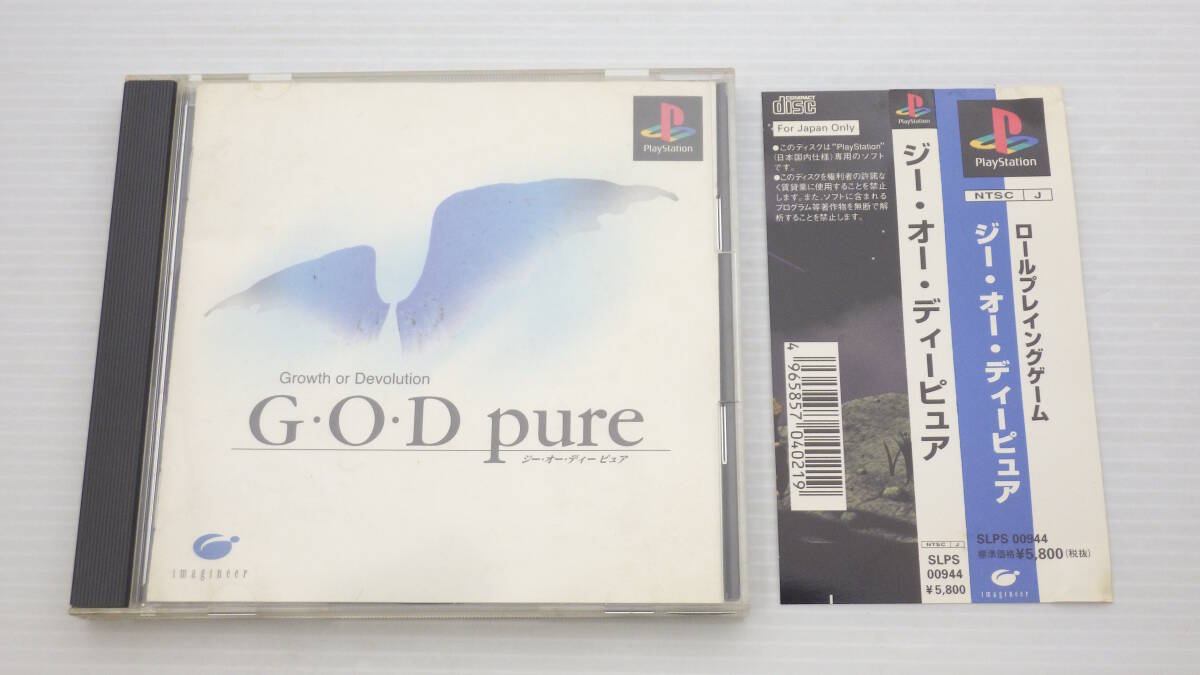 PlayStation
Growth or Devolution
G・O・D pure
ジー・オー・ディー ピュア
imagineer
COMPACT
disc
For Japan Only
●このディスクは"PlayStation"
(日本国内仕様)専用のソフト
です。
●このディスクを権利者の許諾な
く賃貸業に使用することを禁止
します。また、ソフトに含まれる
プログラム等著作物を無断で解
析することを禁止します。
4 965857 040219
PlayStation
ジー・オー・ディーピュア
NTSC J
SLPS
00944
¥5,800
PlayStation
NTSC J
ロールプレイングゲーム
ジー・オー・ディーピュア
SLPS 00944
標準価格¥5,800(税抜)
imagineer